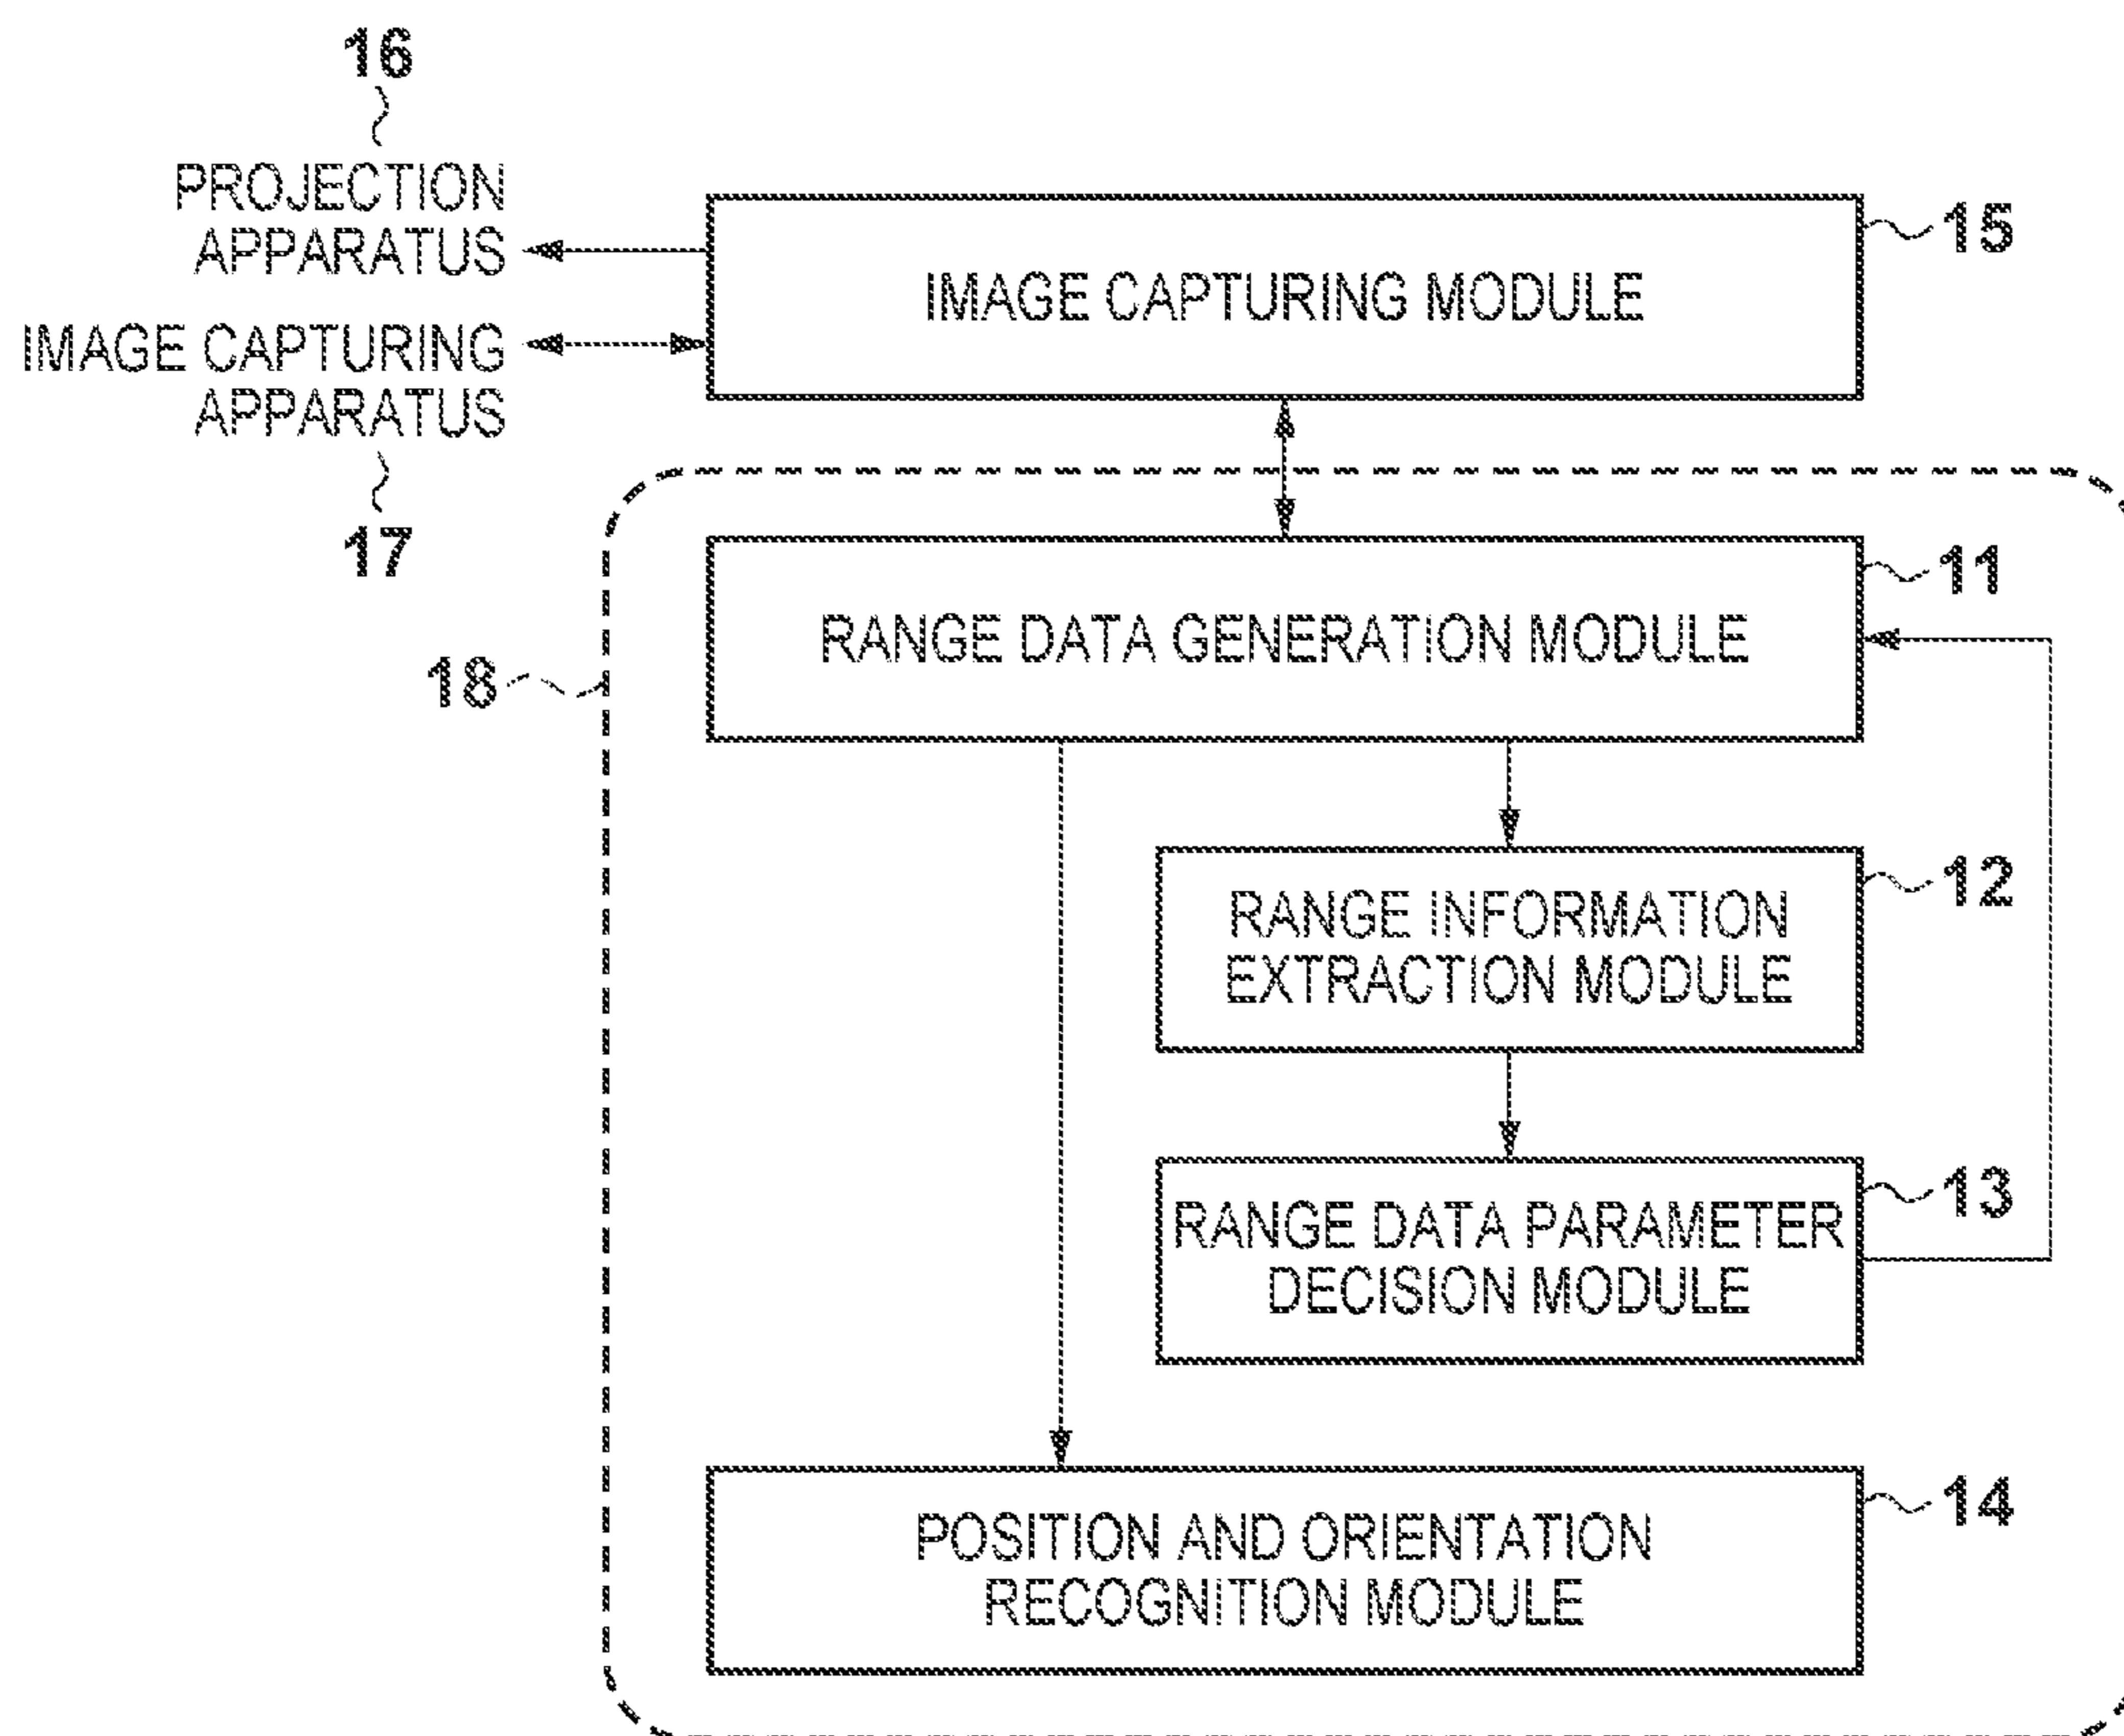 16
PROJECTION
APPARATUS
IMAGE CAPTURING
APPARATUS
17
IMAGE CAPTURING MODULE
15
18
RANGE DATA GENERATION MODULE
11
RANGE INFORMATION
EXTRACTION MODULE
12
RANGE DATA PARAMETER
DECISION MODULE
13
POSITION AND ORIENTATION
RECOGNITION MODULE
14